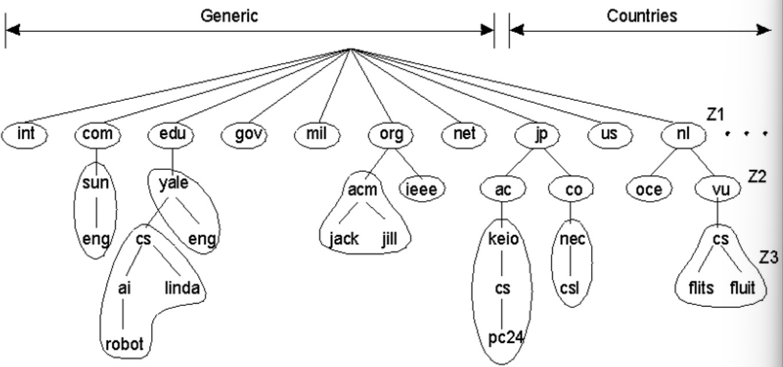 Generic Countries
Z1
int com edu gov mil org net jp us nl . . .
Z2
sun yale acm ieee ac co oce vu
eng cs eng jack jill keio nec cs
Z3
ai linda cs csl flits fluit
robot pc24